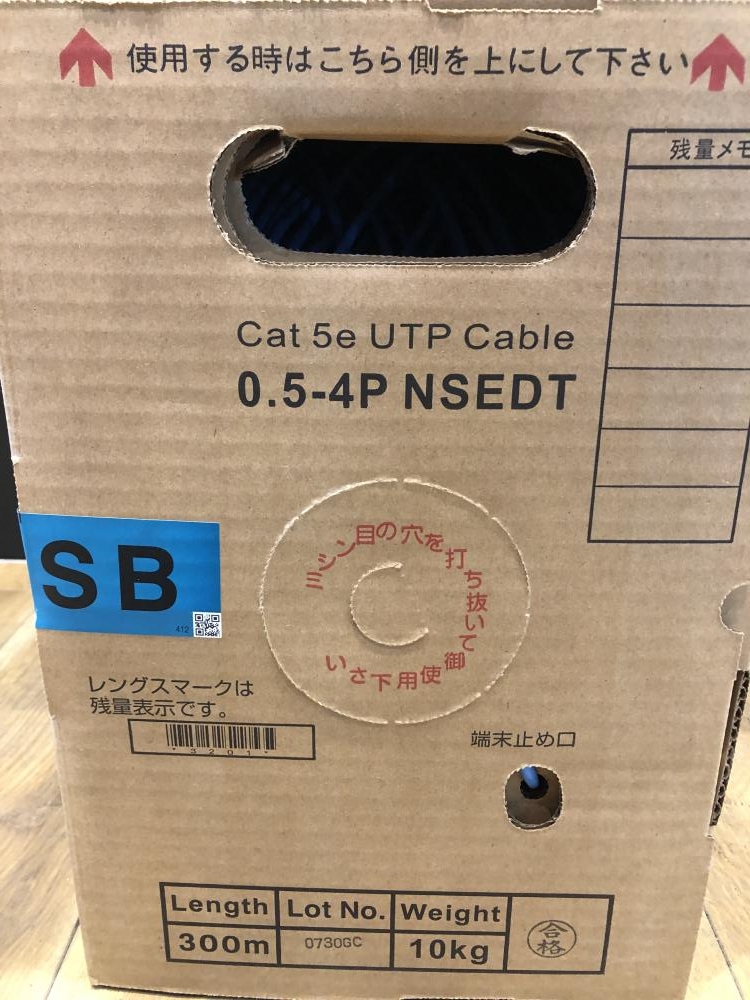 使用する時はこちら側を上にして下さい
残量メモ
Cat 5e UTP Cable
0.5-4P NSEDT
ミシン目の穴を打ち抜いて
御使用下さい
SB
412
レングスマークは
残量表示です。
*3201*
端末止め口
Length Lot No. Weight
300m 0730GC 10kg
合格